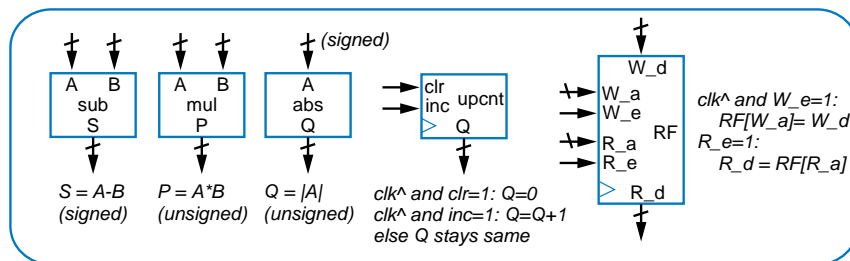 (signed)
A B
sub
S
S = A-B
(signed)
A B
mul
P
P = A*B
(unsigned)
A
abs
Q
Q = |A|
(unsigned)
clr
inc upcnt
Q
clk^ and clr=1: Q=0
clk^ and inc=1: Q=Q+1
else Q stays same
W_d
W_a
W_e
RF
R_a
R_e
R_d
clk^ and W_e=1:
RF[W_a]= W_d
R_e=1:
R_d = RF[R_a]